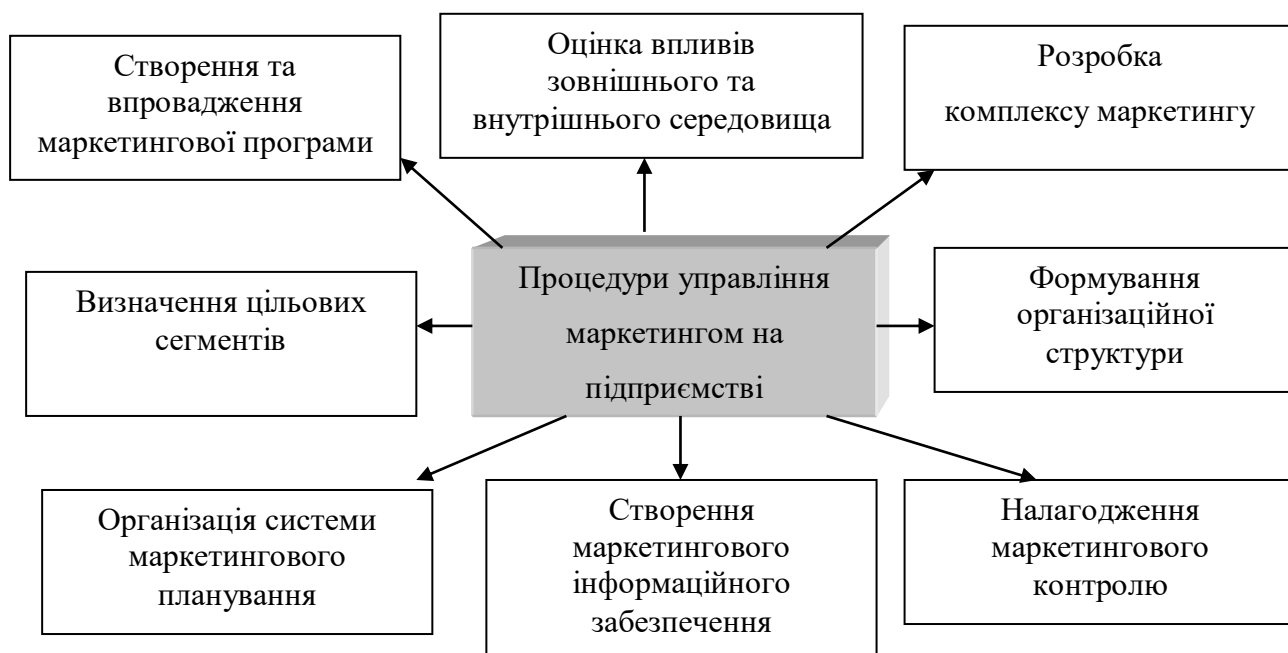 Створення та
впровадження
маркетингової програми
Оцінка впливів
зовнішнього та
внутрішнього середовища
Розробка
комплексу маркетингу
Визначення цільових
сегментів
Процедури управління
маркетингом на
підприємстві
Формування
організаційної
структури
Організація системи
маркетингового
планування
Створення
маркетингового
інформаційного
забезпечення
Налагодження
маркетингового
контролю